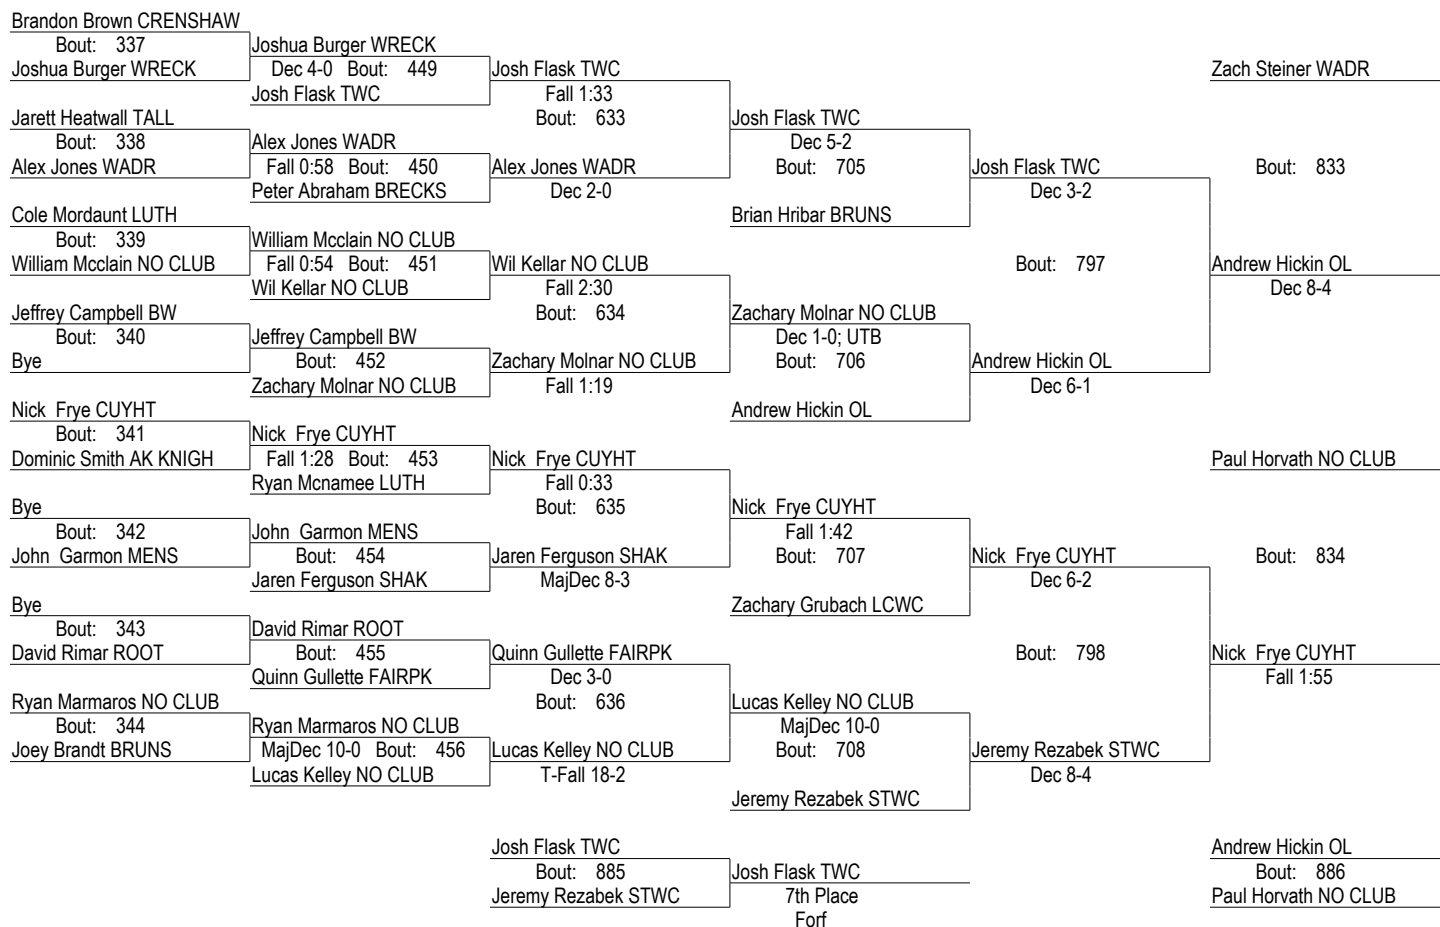 Brandon Brown CRENSHAW
Bout: 337
Joshua Burger WRECK
Joshua Burger WRECK
Dec 4-0 Bout: 449
Josh Flask TWC
Josh Flask TWC
Fall 1:33
Bout: 633
Zach Steiner WADR
Jarett Heatwall TALL
Bout: 338
Alex Jones WADR
Alex Jones WADR
Fall 0:58 Bout: 450
Peter Abraham BRECKS
Alex Jones WADR
Dec 2-0
Josh Flask TWC
Dec 5-2
Bout: 705
Brian Hribar BRUNS
Josh Flask TWC
Dec 3-2
Bout: 833
Cole Mordaunt LUTH
Bout: 339
William Mcclain NO CLUB
William Mcclain NO CLUB
Fall 0:54 Bout: 451
Wil Kellar NO CLUB
Wil Kellar NO CLUB
Fall 2:30
Bout: 634
Bout: 797
Andrew Hickin OL
Dec 8-4
Jeffrey Campbell BW
Bout: 340
Bye
Jeffrey Campbell BW
Bout: 452
Zachary Molnar NO CLUB
Zachary Molnar NO CLUB
Fall 1:19
Zachary Molnar NO CLUB
Dec 1-0; UTB
Bout: 706
Andrew Hickin OL
Andrew Hickin OL
Dec 6-1
Nick Frye CUYHT
Bout: 341
Dominic Smith AK KNIGH
Nick Frye CUYHT
Fall 1:28 Bout: 453
Ryan Mcnamee LUTH
Nick Frye CUYHT
Fall 0:33
Bout: 635
Paul Horvath NO CLUB
Bye
Bout: 342
John Garmon MENS
John Garmon MENS
Bout: 454
Jaren Ferguson SHAK
Jaren Ferguson SHAK
MajDec 8-3
Nick Frye CUYHT
Fall 1:42
Bout: 707
Zachary Grubach LCWC
Nick Frye CUYHT
Dec 6-2
Bout: 834
Bye
Bout: 343
David Rimar ROOT
David Rimar ROOT
Bout: 455
Quinn Gullette FAIRPK
Quinn Gullette FAIRPK
Dec 3-0
Bout: 636
Bout: 798
Nick Frye CUYHT
Fall 1:55
Ryan Marmaros NO CLUB
Bout: 344
Joey Brandt BRUNS
Ryan Marmaros NO CLUB
MajDec 10-0 Bout: 456
Lucas Kelley NO CLUB
Lucas Kelley NO CLUB
T-Fall 18-2
Lucas Kelley NO CLUB
MajDec 10-0
Bout: 708
Jeremy Rezabek STWC
Jeremy Rezabek STWC
Dec 8-4
Josh Flask TWC
Bout: 885
Jeremy Rezabek STWC
Josh Flask TWC
7th Place
Forf
Andrew Hickin OL
Bout: 886
Paul Horvath NO CLUB